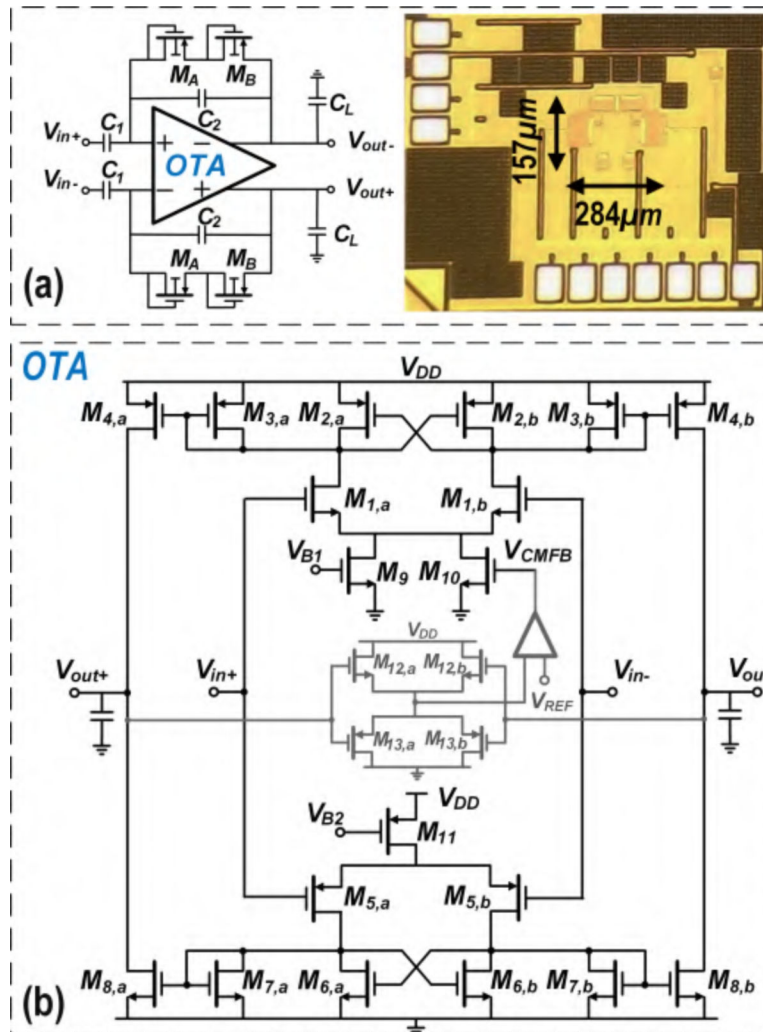 M_A M_B
C_1 C_2 C_L
V_in+ + − V_out-
OTA
V_in- − + V_out+
C_1 C_2 C_L
M_A M_B
(a)
157µm
284µm
OTA
V_DD
M_4,a M_3,a M_2,a M_2,b M_3,b M_4,b
M_1,a M_1,b
V_B1 M_9 M_10 V_CMFB
V_DD
M_12,a M_12,b
V_out+ V_in+ V_in- V_ou
V_REF
M_13,a M_13,b
V_DD
V_B2 M_11
M_5,a M_5,b
M_8,a M_7,a M_6,a M_6,b M_7,b M_8,b
(b)